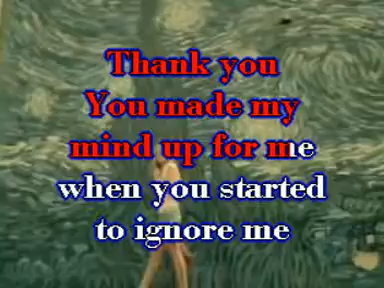 Thank you
You made my
mind up for me
when you started
to ignore me